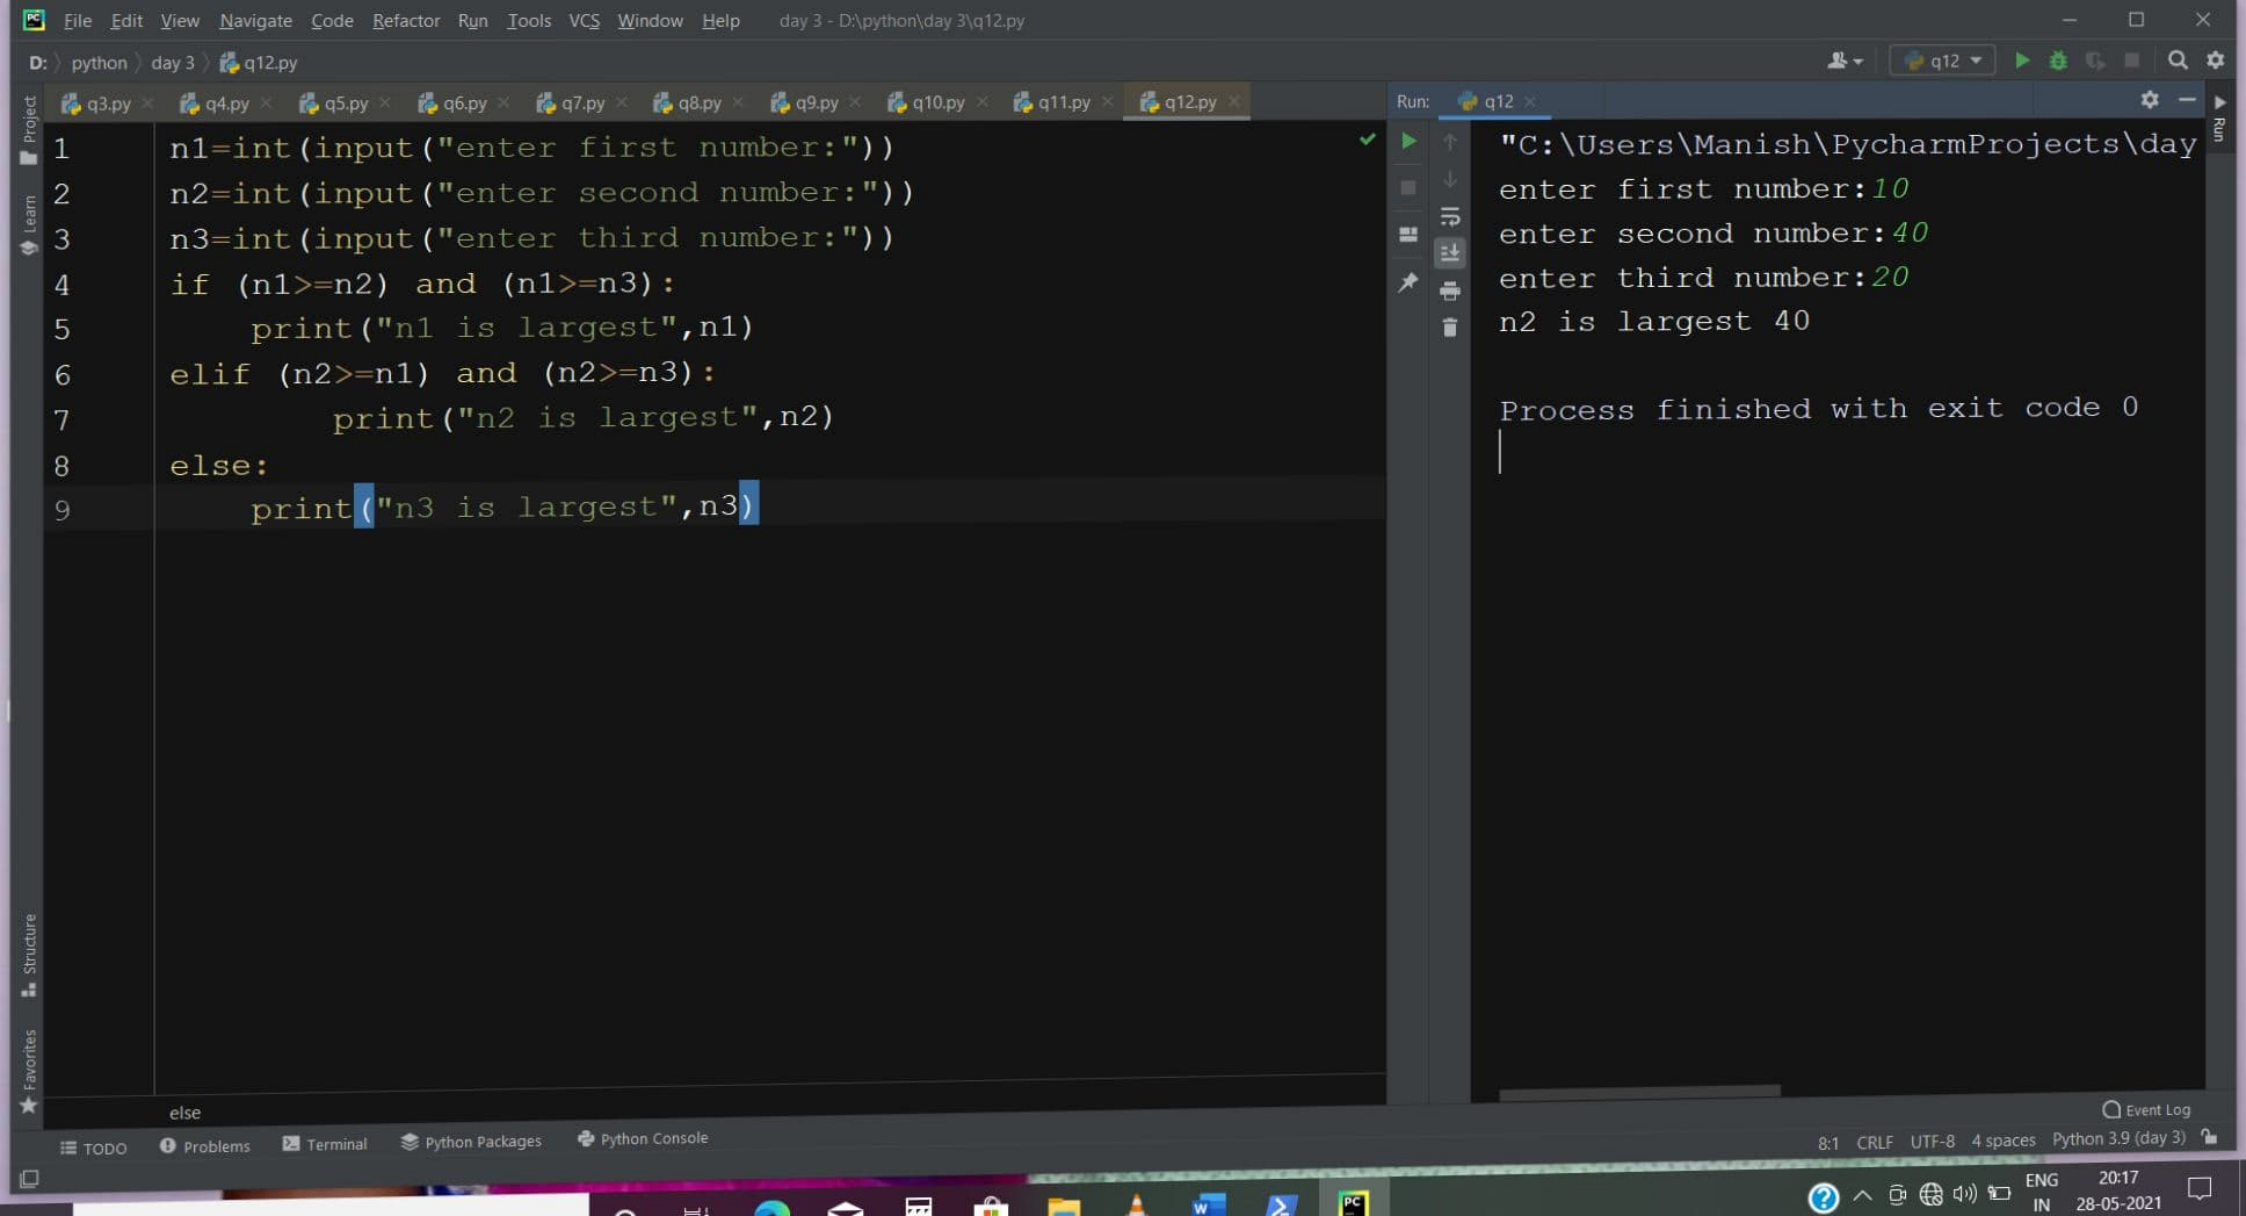 File Edit View Navigate Code Refactor Run Tools VCS Window Help day 3 - D:\python\day 3\q12.py
D: python day 3 q12.py
q12
q3.py q4.py q5.py q6.py q7.py q8.py q9.py q10.py q11.py q12.py
Run: q12
Project
Learn
Structure
Favorites
Run
1 n1=int(input("enter first number:"))
2 n2=int(input("enter second number:"))
3 n3=int(input("enter third number:"))
4 if (n1>=n2) and (n1>=n3):
5 print("n1 is largest",n1)
6 elif (n2>=n1) and (n2>=n3):
7 print("n2 is largest",n2)
8 else:
9 print("n3 is largest",n3)
"C:\Users\Manish\PycharmProjects\day
enter first number:10
enter second number:40
enter third number:20
n2 is largest 40
Process finished with exit code 0
else
Event Log
TODO Problems Terminal Python Packages Python Console
8:1 CRLF UTF-8 4 spaces Python 3.9 (day 3)
ENG
IN
20:17
28-05-2021